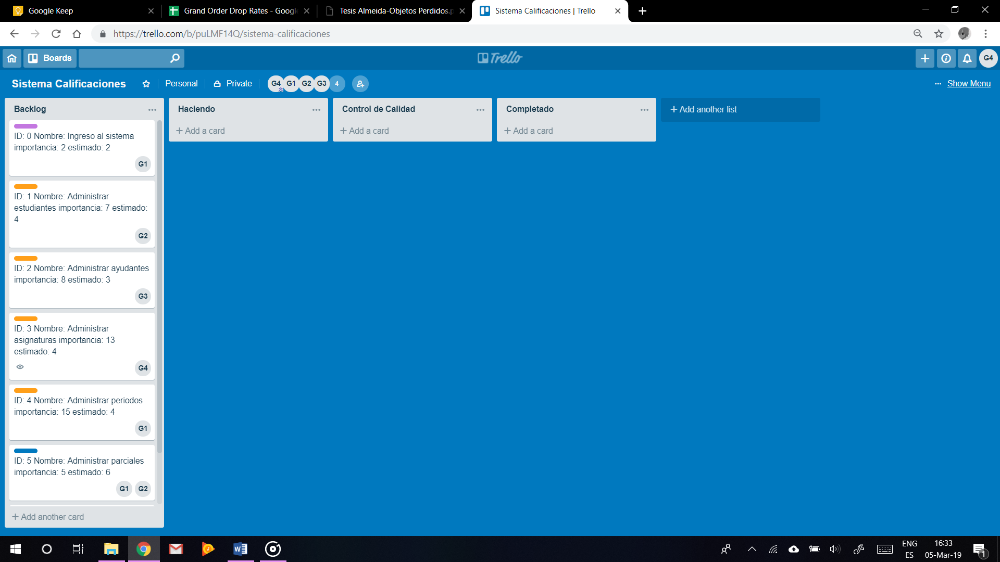 Google Keep
Grand Order Drop Rates - Googl
Tesis Almeida-Objetos Perdidos.p
Sistema Calificaciones | Trello
https://trello.com/b/puLMF14Q/sistema-calificaciones
Boards
Trello
G4
Sistema Calificaciones
Personal
Private
G4 G1 G2 G3 4
... Show Menu
Backlog
ID: 0 Nombre: Ingreso al sistema
importancia: 2 estimado: 2
G1
ID: 1 Nombre: Administrar
estudiantes importancia: 7 estimado:
4
G2
ID: 2 Nombre: Administrar ayudantes
importancia: 8 estimado: 3
G3
ID: 3 Nombre: Administrar
asignaturas importancia: 13
estimado: 4
G4
ID: 4 Nombre: Administrar periodos
importancia: 15 estimado: 4
G1
ID: 5 Nombre: Administrar parciales
importancia: 5 estimado: 6
G1 G2
+ Add another card
Haciendo
+ Add a card
Control de Calidad
+ Add a card
Completado
+ Add a card
+ Add another list
ENG
ES
16:33
05-Mar-19
1